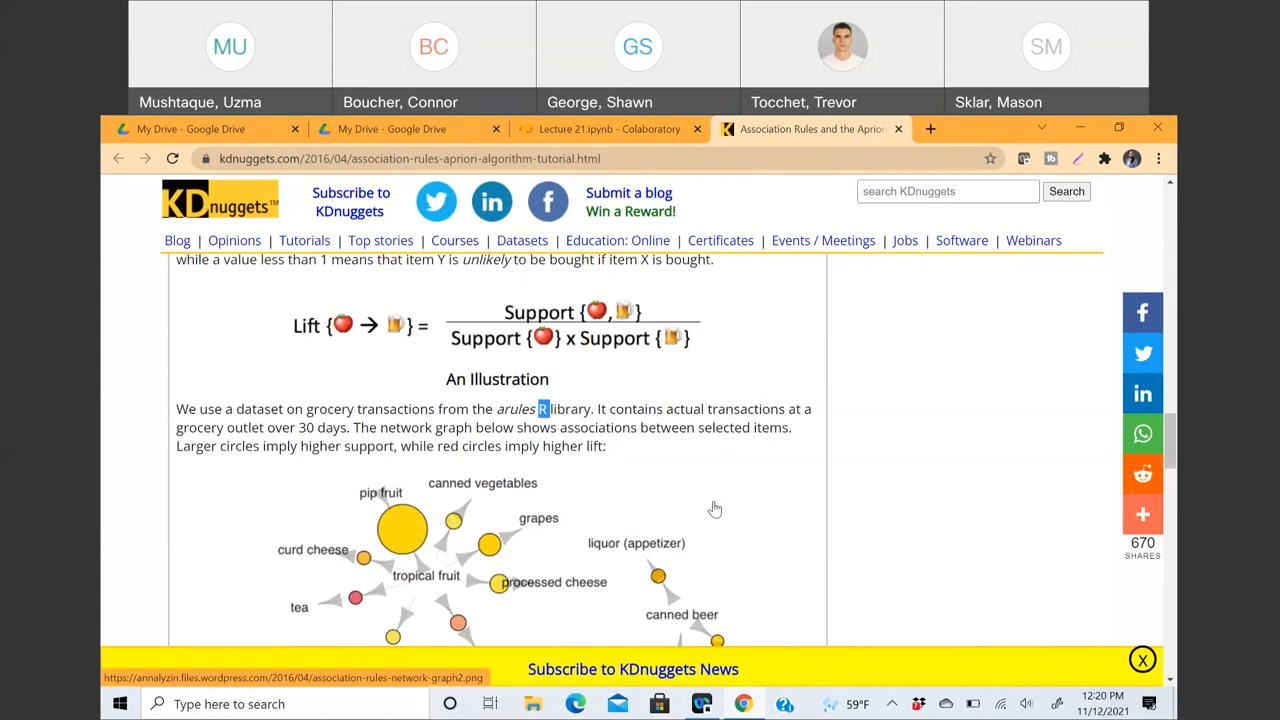 MU
BC
GS
SM
Mushtaque, Uzma
Boucher, Connor
George, Shawn
Tocchet, Trevor
Sklar, Mason
My Drive - Google Drive
My Drive - Google Drive
Lecture 21.ipynb - Colaboratory
Association Rules and the Apriori
kdnuggets.com/2016/04/association-rules-apriori-algorithm-tutorial.html
KDnuggets™
Subscribe to
KDnuggets
Submit a blog
Win a Reward!
search KDnuggets
Search
Blog | Opinions | Tutorials | Top stories | Courses | Datasets | Education: Online | Certificates | Events / Meetings | Jobs | Software | Webinars
while a value less than 1 means that item Y is unlikely to be bought if item X is bought.
Support { , }
Lift { → } =
Support { } x Support { }
An Illustration
We use a dataset on grocery transactions from the arules R library. It contains actual transactions at a
grocery outlet over 30 days. The network graph below shows associations between selected items.
Larger circles imply higher support, while red circles imply higher lift:
canned vegetables
pip fruit
grapes
liquor (appetizer)
curd cheese
tropical fruit
processed cheese
tea
canned beer
670
SHARES
Subscribe to KDnuggets News
X
https://annalyzin.files.wordpress.com/2016/04/association-rules-network-graph2.png
Type here to search
59°F
12:20 PM
11/12/2021